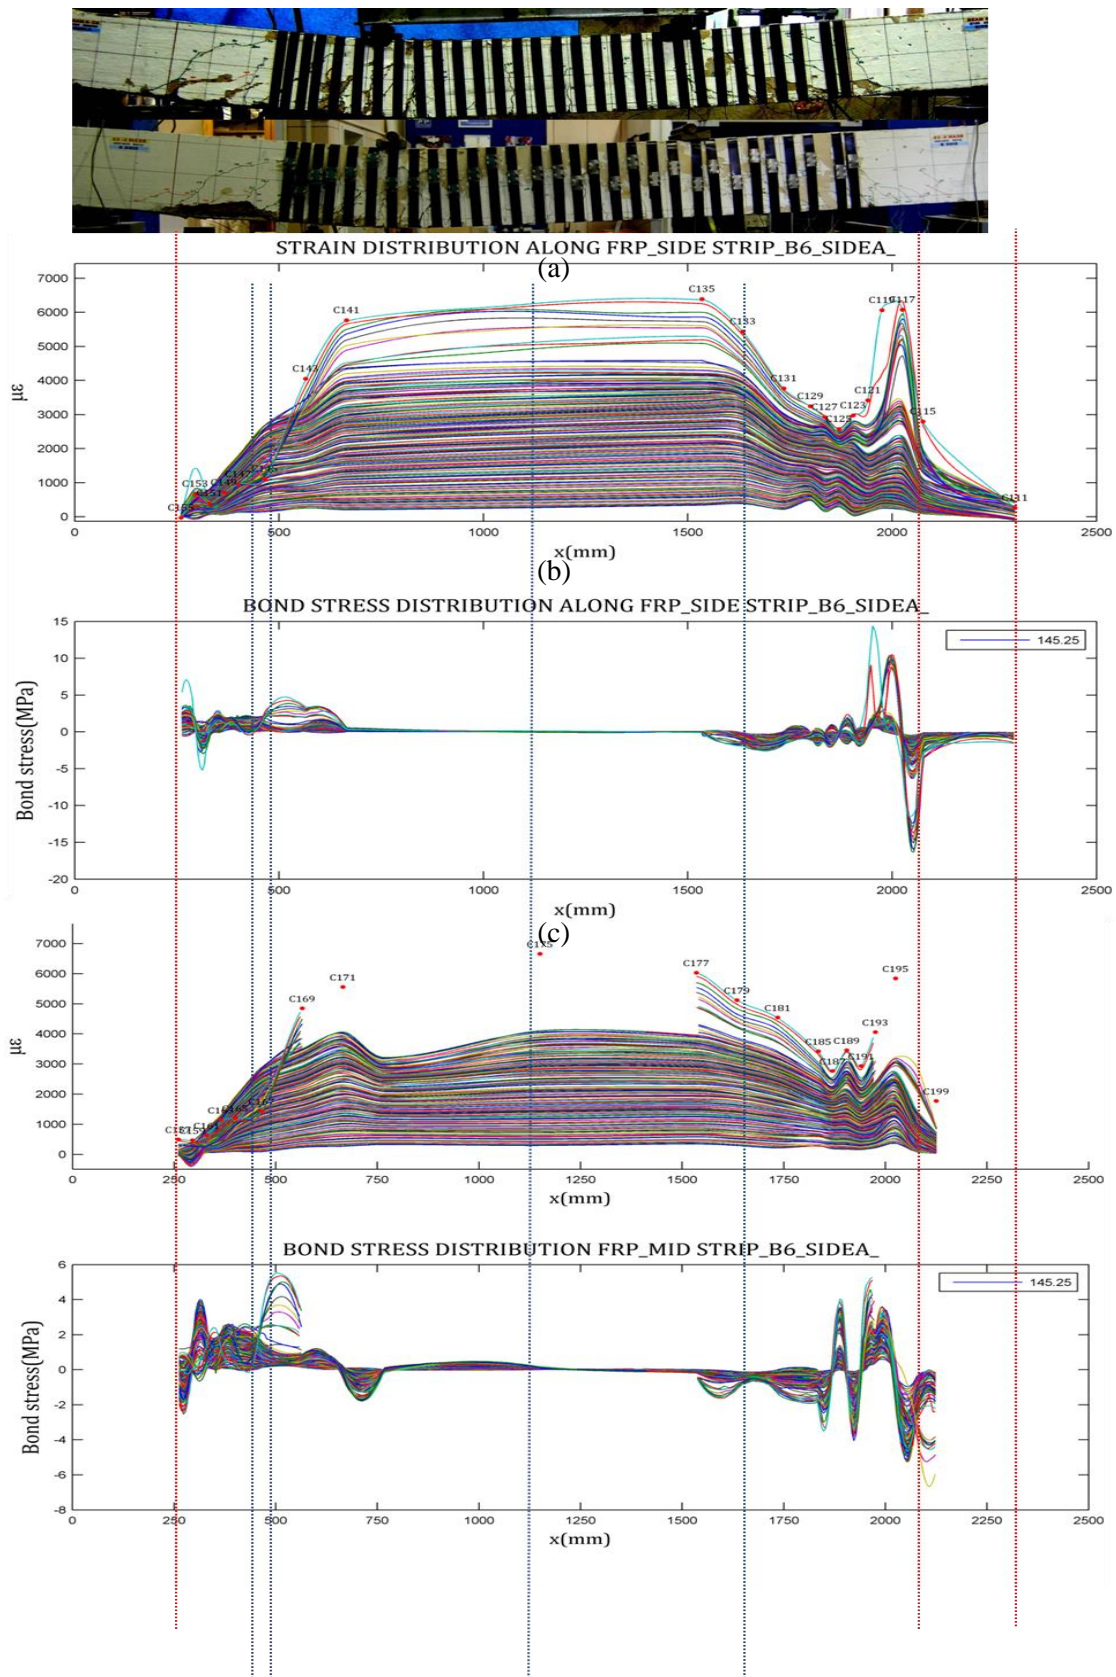 STRAIN DISTRIBUTION ALONG FRP_SIDE STRIP_B6_SIDEA_
(a)
7000
6000
5000
4000
3000
2000
1000
0
με
C141
C143
C153
C135
C133
C131
C129
C127
C125
C123
C121
C119
C117
C115
C111
0
500
1000
1500
2000
2500
x(mm)
(b)
BOND STRESS DISTRIBUTION ALONG FRP_SIDE STRIP_B6_SIDEA_
15
10
5
0
-5
-10
-15
-20
Bond stress(MPa)
145.25
0
500
1000
1500
2000
2500
x(mm)
(c)
7000
6000
5000
4000
3000
2000
1000
0
με
C169
C171
C175
C177
C179
C181
C185
C187
C189
C191
C193
C195
C199
0
250
500
750
1000
1250
1500
1750
2000
2250
2500
x(mm)
BOND STRESS DISTRIBUTION FRP_MID STRIP_B6_SIDEA_
6
4
2
0
-2
-4
-6
-8
Bond stress(MPa)
145.25
0
250
500
750
1000
1250
1500
1750
2000
2250
2500
x(mm)